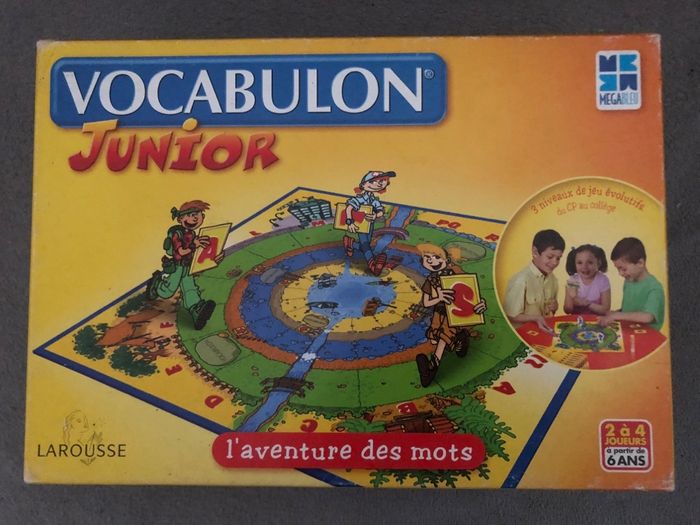 VOCABULON®
JUNIOR
MEGABLEU
3 niveaux de jeu évolutifs
du CP au collège
A
S
l'aventure des mots
LAROUSSE
2 à 4
JOUEURS
à partir de
6 ANS